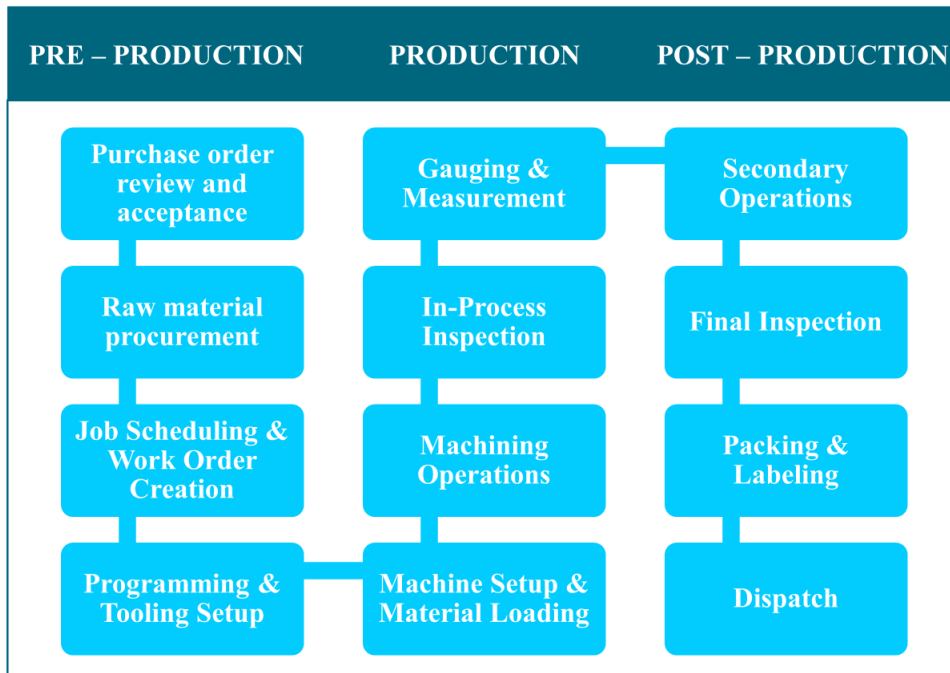 PRE – PRODUCTION
PRODUCTION
POST – PRODUCTION
Purchase order
review and
acceptance
Raw material
procurement
Job Scheduling &
Work Order
Creation
Programming &
Tooling Setup
Gauging &
Measurement
In-Process
Inspection
Machining
Operations
Machine Setup &
Material Loading
Secondary
Operations
Final Inspection
Packing &
Labeling
Dispatch